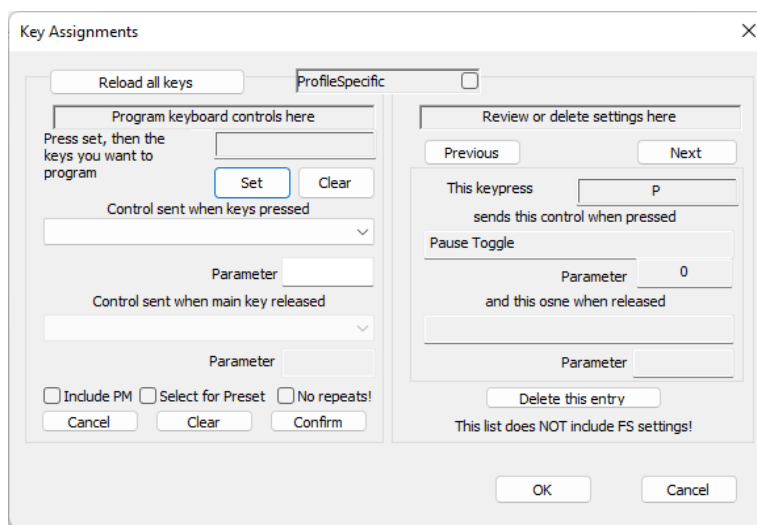 Key Assignments
Reload all keys
ProfileSpecific
Program keyboard controls here
Press set, then the
keys you want to
program
Set
Clear
Control sent when keys pressed
Parameter
Control sent when main key released
Parameter
Include PM
Select for Preset
No repeats!
Cancel
Clear
Confirm
Review or delete settings here
Previous
Next
This keypress
P
sends this control when pressed
Pause Toggle
Parameter
0
and this osne when released
Parameter
Delete this entry
This list does NOT include FS settings!
OK
Cancel